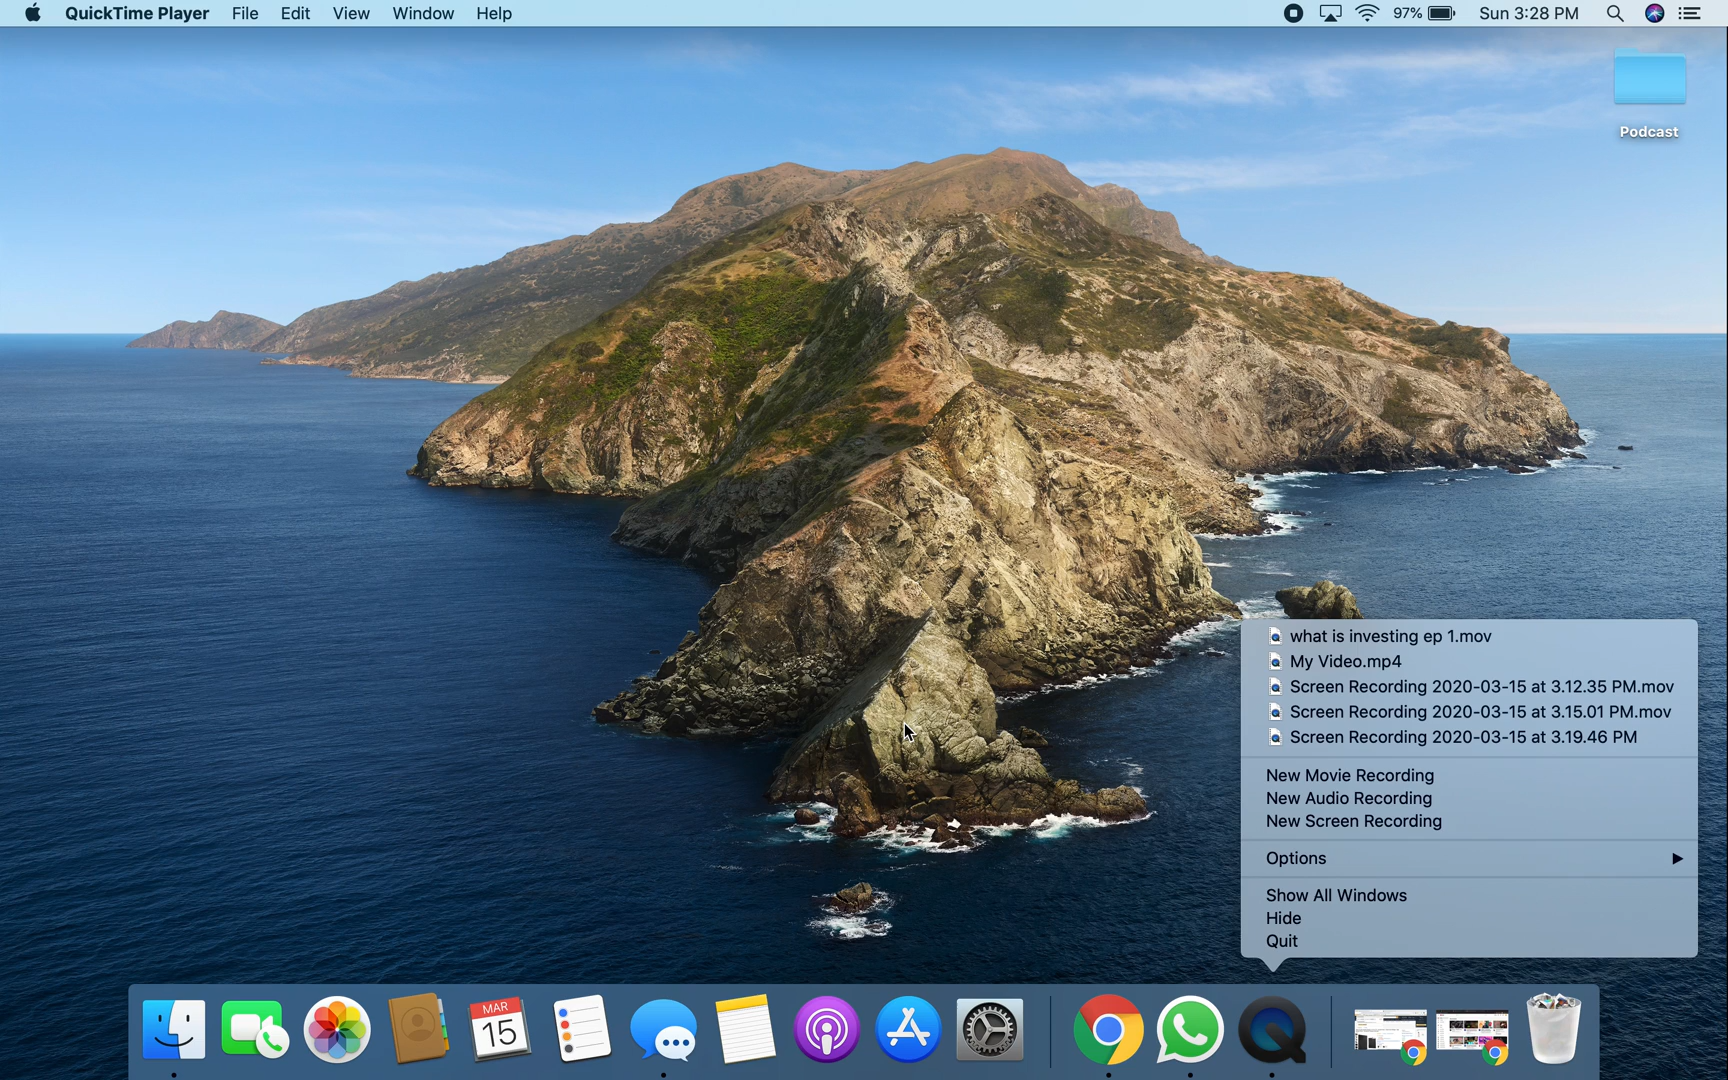 QuickTime Player File Edit View Window Help 97% Sun 3:28 PM
Podcast
what is investing ep 1.mov
My Video.mp4
Screen Recording 2020-03-15 at 3.12.35 PM.mov
Screen Recording 2020-03-15 at 3.15.01 PM.mov
Screen Recording 2020-03-15 at 3.19.46 PM
New Movie Recording
New Audio Recording
New Screen Recording
Options
Show All Windows
Hide
Quit
MAR
15